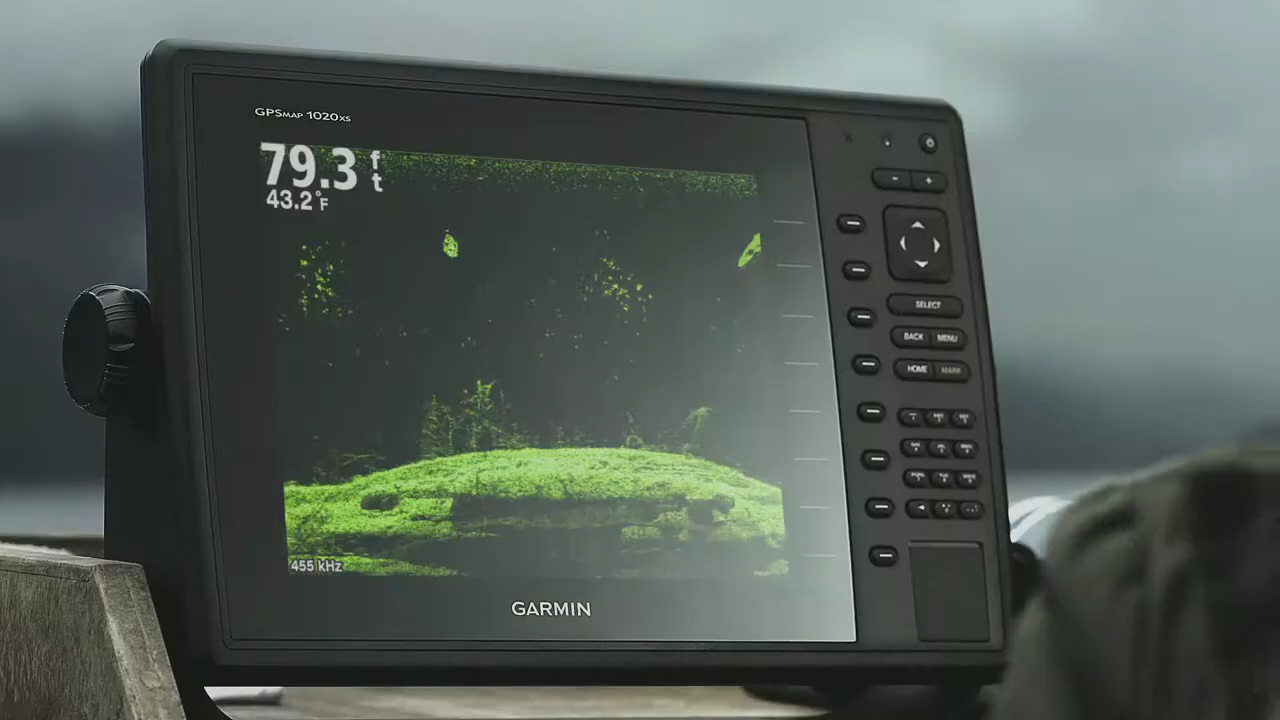 GPSMAP 1020XS
79.3 ft
43.2°F
- +
SELECT
BACK MENU
HOME MARK
455 kHz
GARMIN